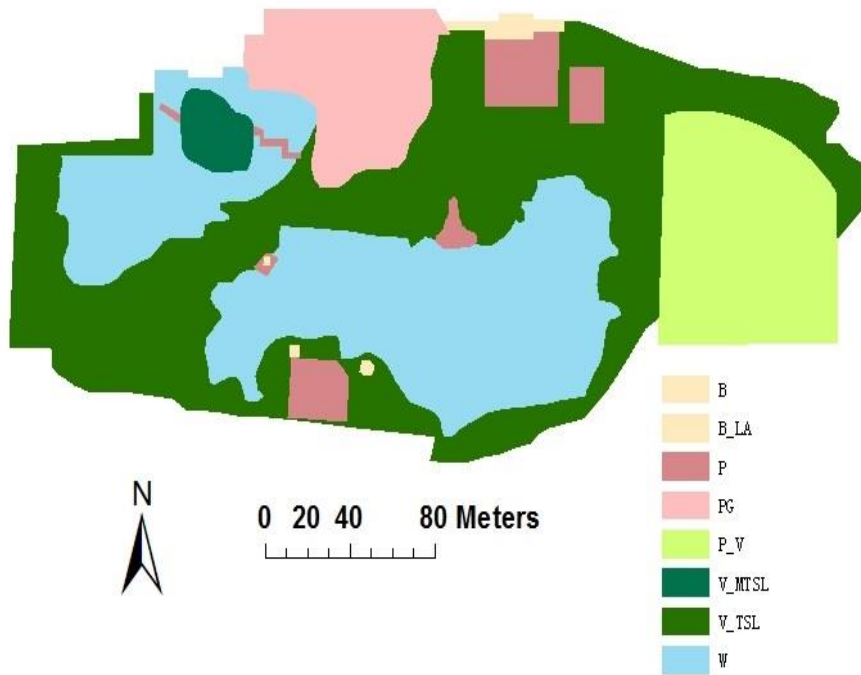 B
B_LA
P
PG
P_V
V_MTSL
V_TSL
W
N
0 20 40 80 Meters